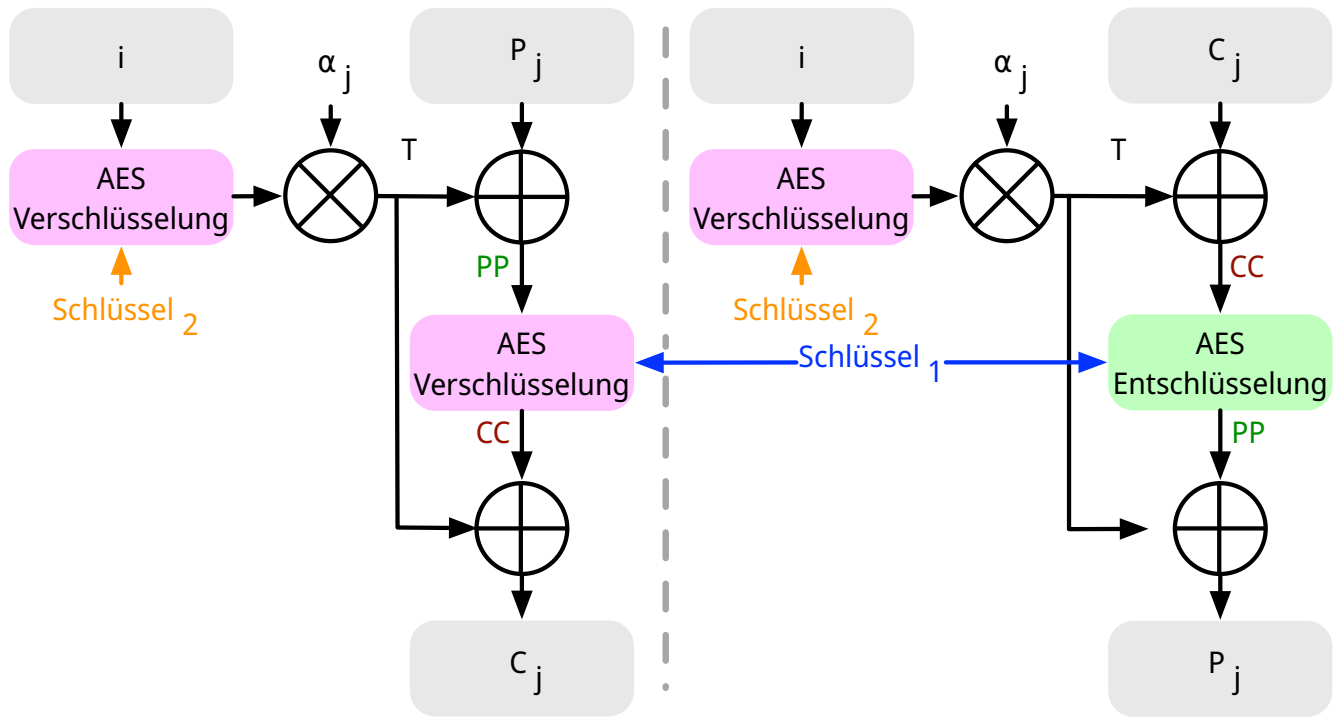 i
α j
P j
T
AES
Verschlüsselung
Schlüssel 2
PP
AES
Verschlüsselung
CC
C j
Schlüssel 1
i
α j
C j
T
AES
Verschlüsselung
Schlüssel 2
CC
AES
Entschlüsselung
PP
P j